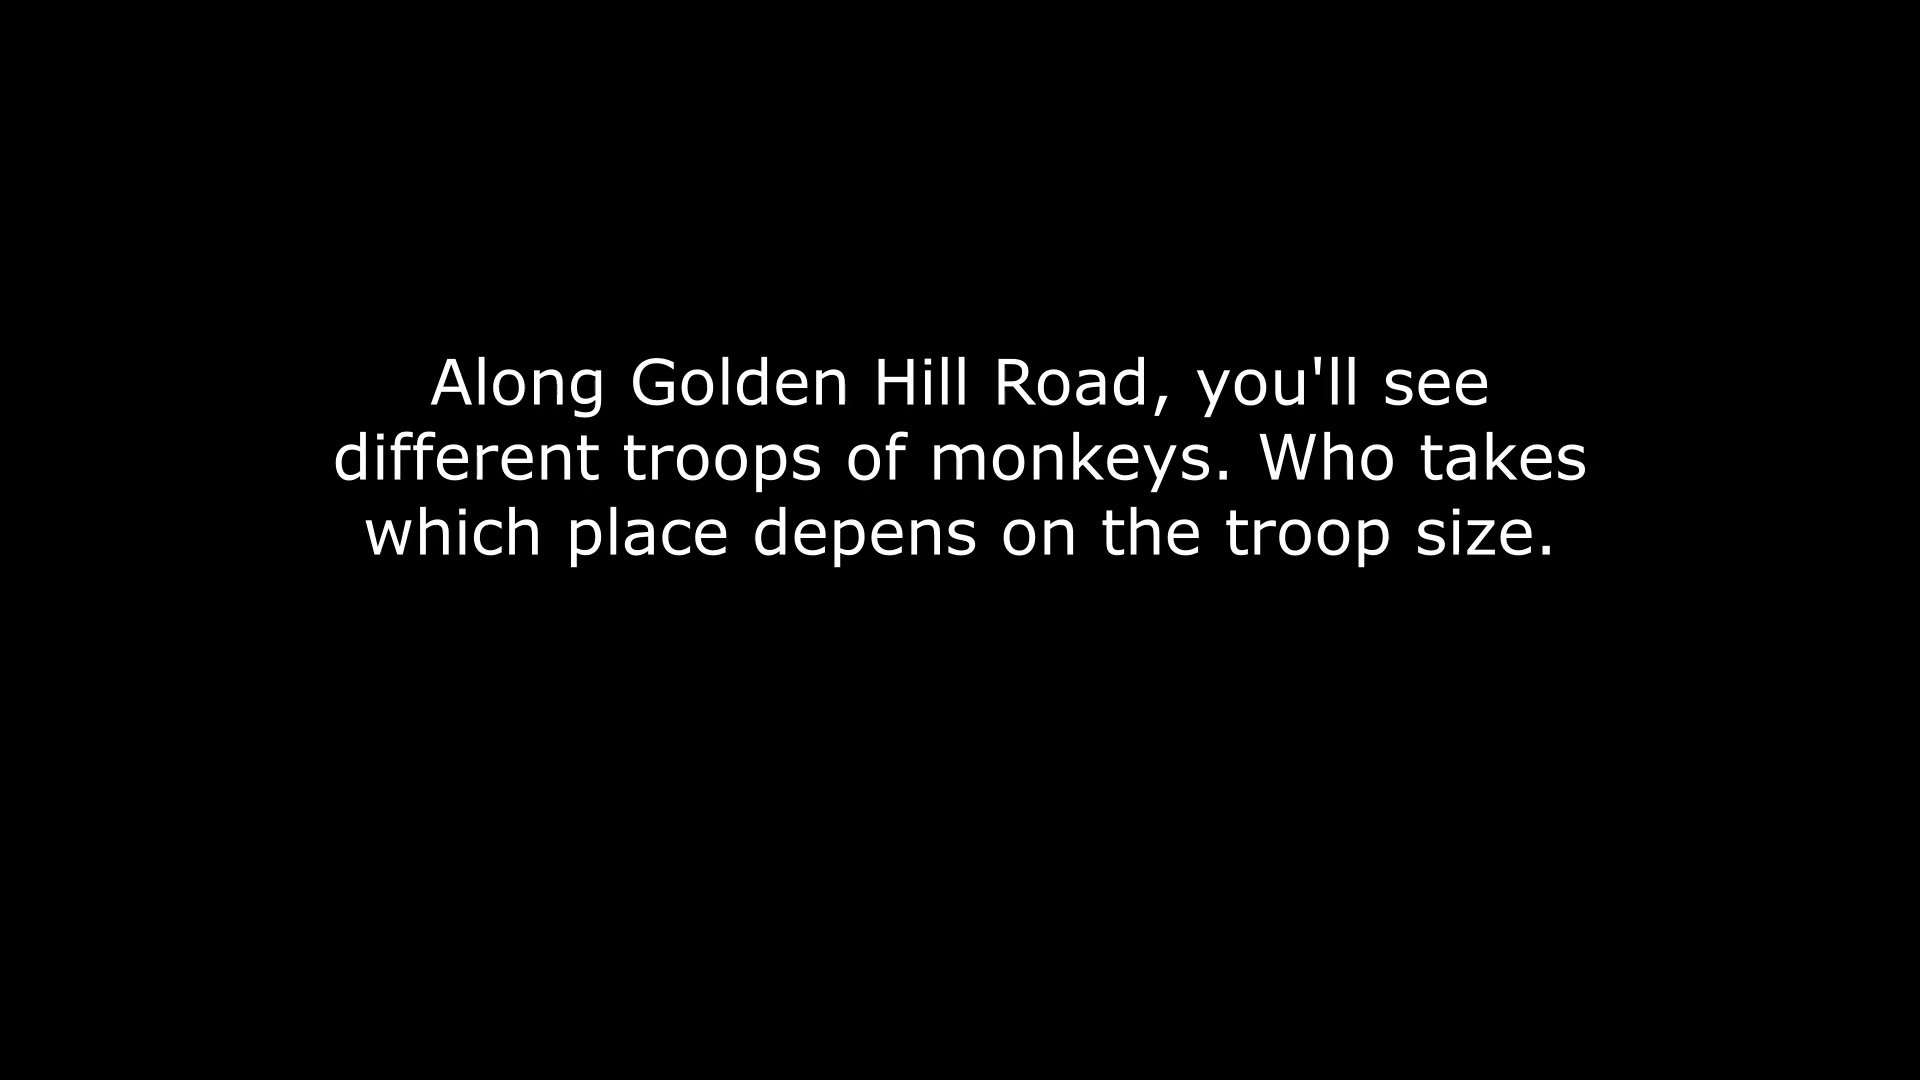 Along Golden Hill Road, you'll see
different troops of monkeys. Who takes
which place depens on the troop size.